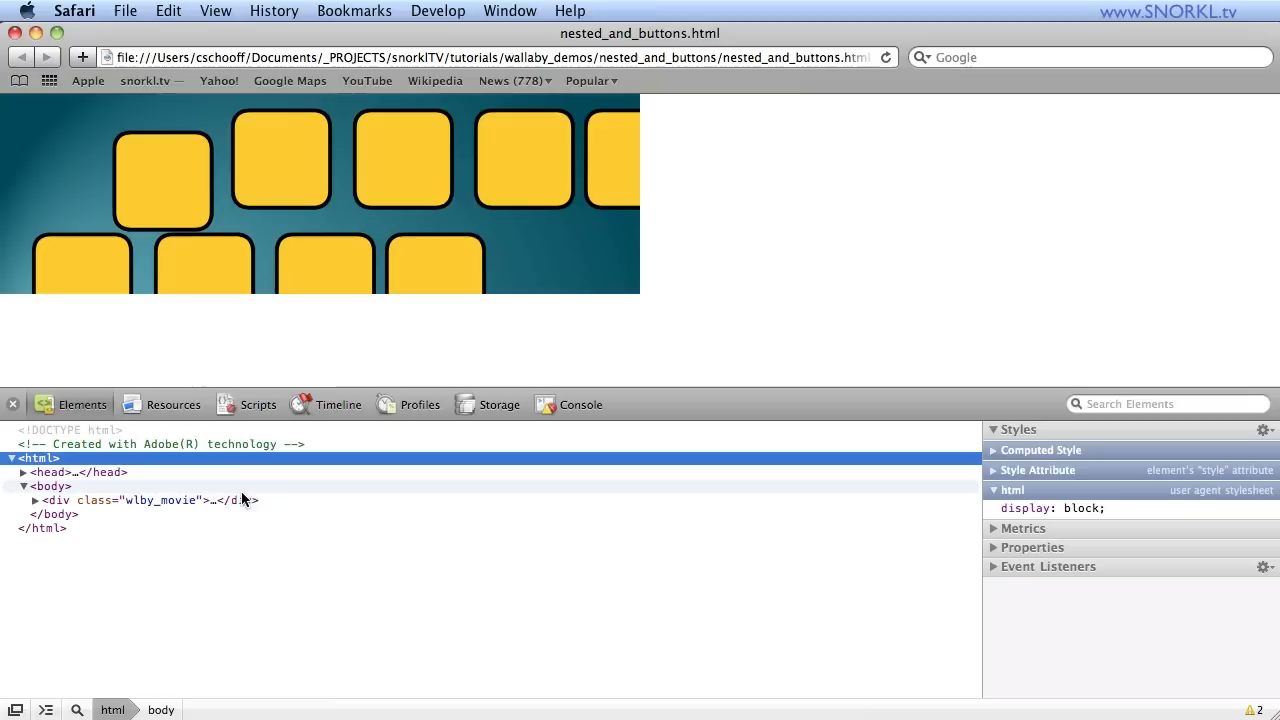 Safari File Edit View History Bookmarks Develop Window Help www.SNORKL.tv
nested_and_buttons.html
file:///Users/cschooff/Documents/_PROJECTS/snorklTV/tutorials/wallaby_demos/nested_and_buttons/nested_and_buttons.html Google
Apple snorkl.tv — Yahoo! Google Maps YouTube Wikipedia News (778) Popular
Elements Resources Scripts Timeline Profiles Storage Console Search Elements
<!DOCTYPE html>
<!-- Created with Adobe(R) technology -->
<html>
<head>…</head>
<body>
<div class="wlby_movie">…</div>
</body>
</html>
Styles
Computed Style
Style Attribute element's "style" attribute
html user agent stylesheet
display: block;
Metrics
Properties
Event Listeners
html body 2